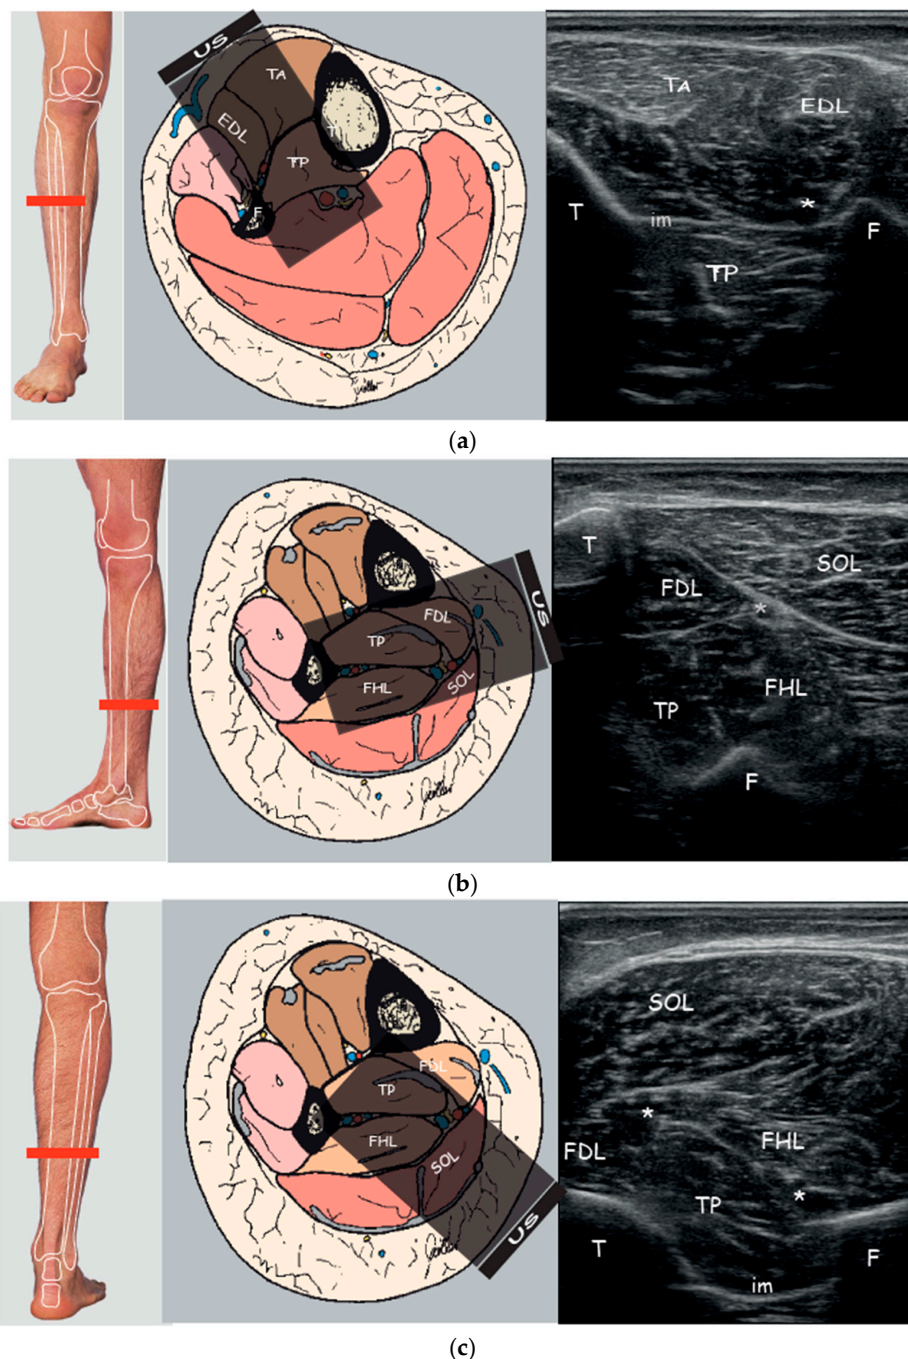 US
TA
EDL
TP
T
F
TA
EDL
*
T
im
F
TP
(a)
FDL
US
TP
SOL
FHL
T
SOL
FDL
*
FHL
TP
F
(b)
FDL
TP
FHL
SOL
US
SOL
*
FHL
FDL
*
TP
T
F
im
(c)